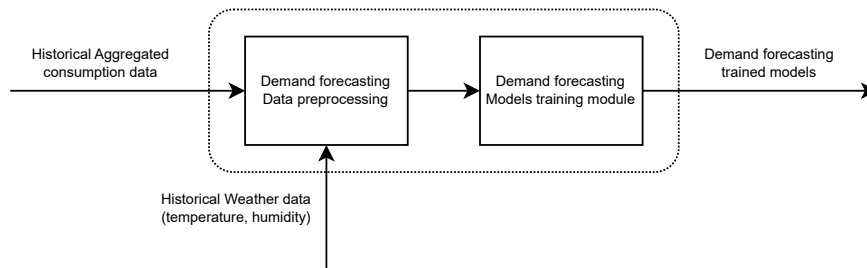 Historical Aggregated
consumption data
Demand forecasting
Data preprocessing
Demand forecasting
Models training module
Demand forecasting
trained models
Historical Weather data
(temperature, humidity)